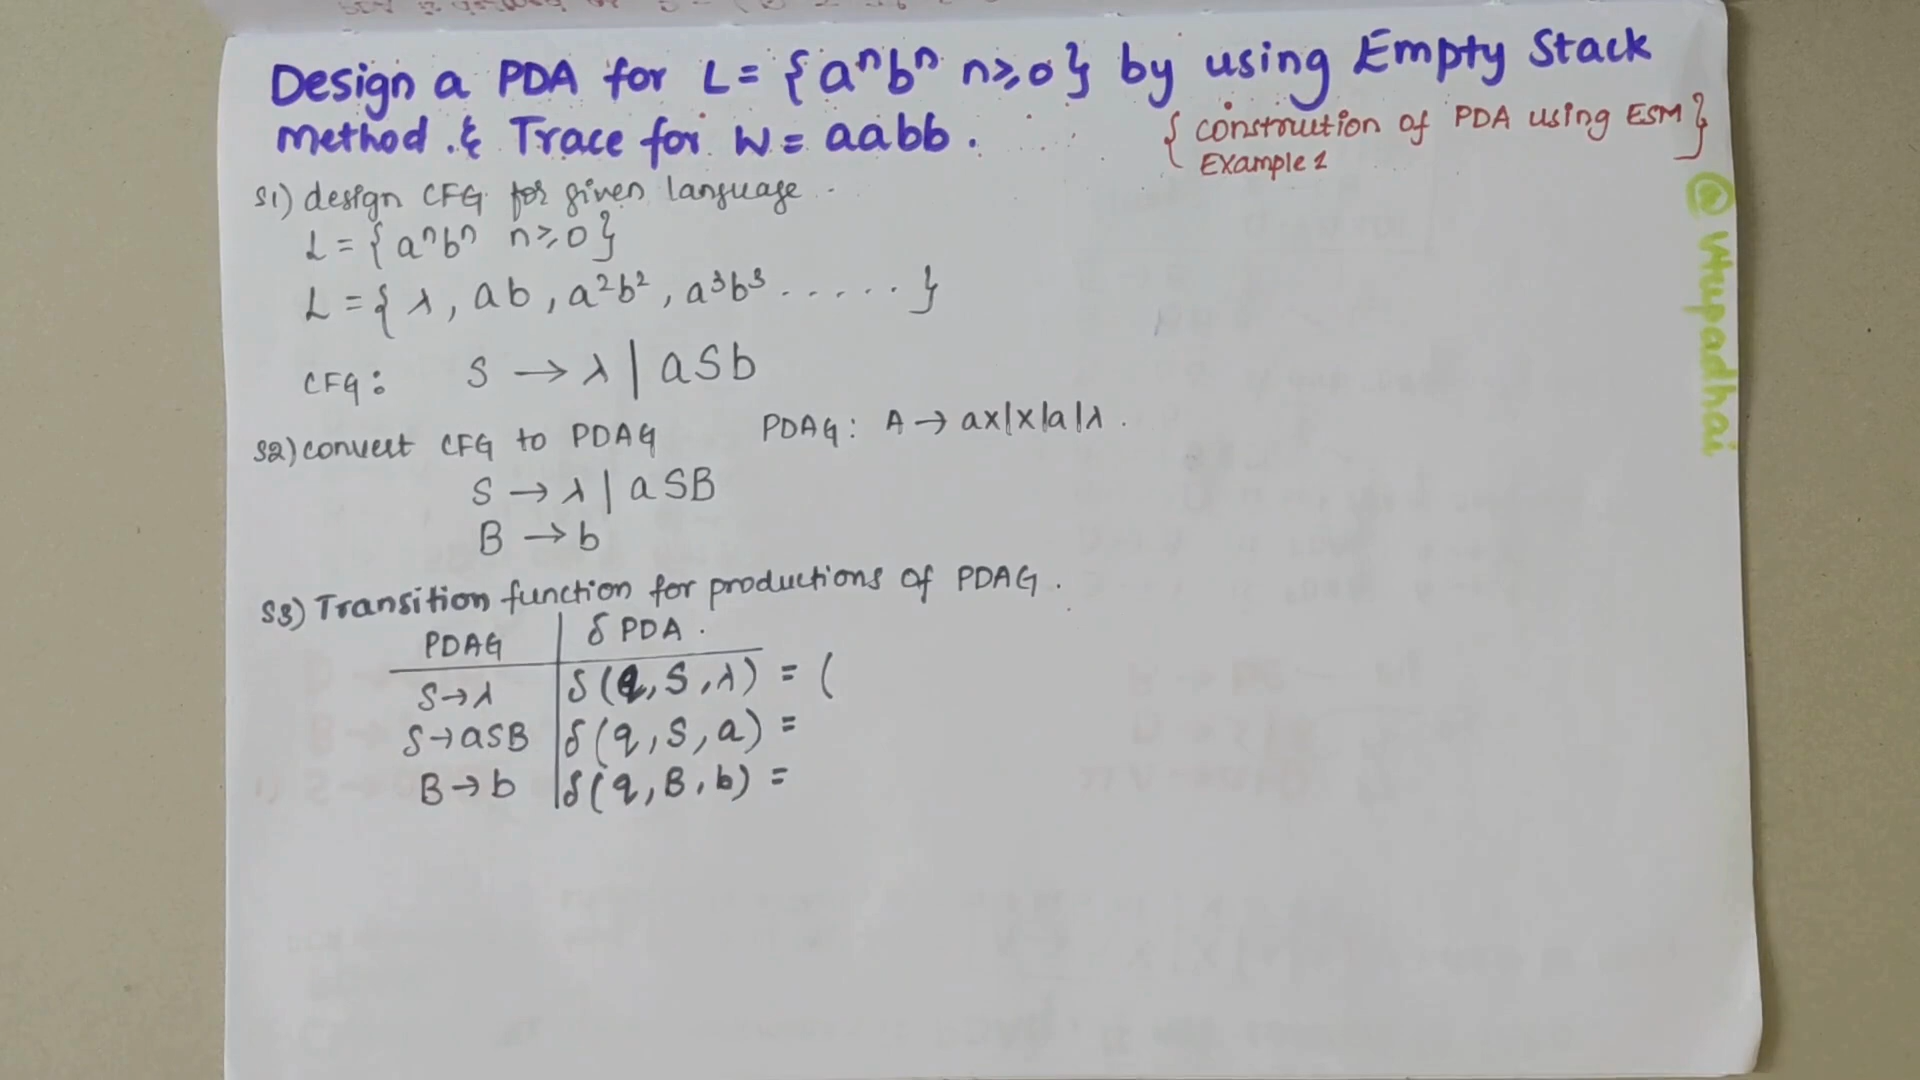 Design a PDA for L = {aⁿbⁿ n≥0} by using Empty Stack
Method. & Trace for W = aabb.
{ construction of PDA using ESM }
Example 1
S1) design CFG for given language.
L = {aⁿbⁿ n≥0}
L = {λ, ab, a²b², a³b³ . . . . . }
CFG: S → λ | aSb
S2) convert CFG to PDAG PDAG: A → ax|x|a|λ.
S → λ | aSB
B → b
S3) Transition function for productions of PDAG.
PDAG | δ PDA.
S→λ | δ(q, S, λ) = (
S→aSB | δ(q, S, a) =
B→b | δ(q, B, b) =